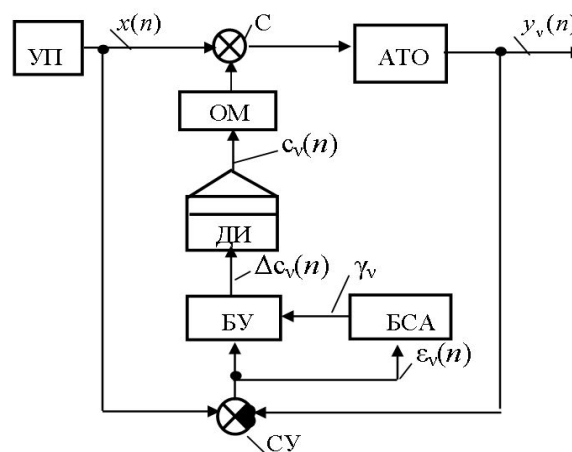 УП
x(n)
С
АТО
yν(n)
ОМ
cν(n)
ДИ
Δcν(n)
γν
БУ
БСА
εν(n)
СУ